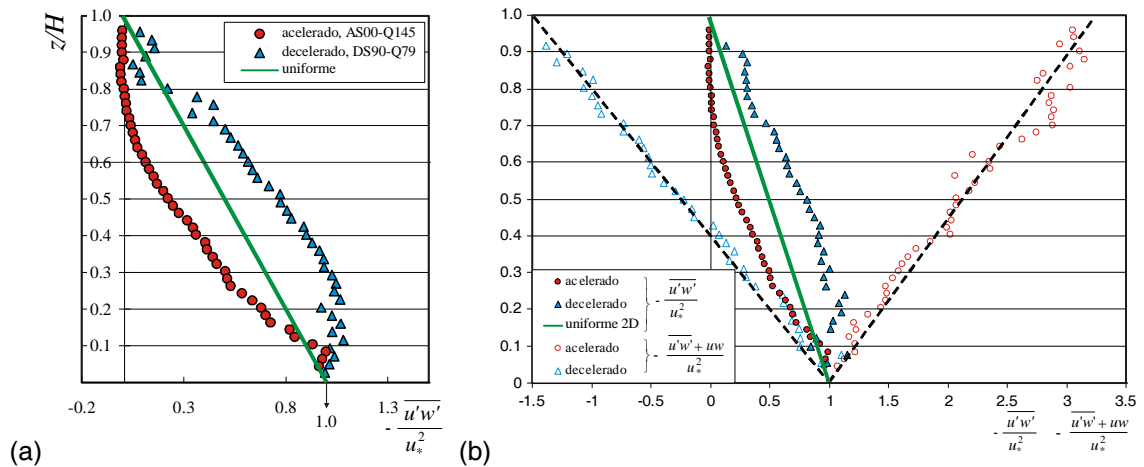 z/H
1.0
0.9
0.8
0.7
0.6
0.5
0.4
0.3
0.2
0.1
acelerado, AS00-Q145
decelerado, DS90-Q79
uniforme
-0.2
0.3
0.8
1.0
1.3
- u'w' / u*²
(a)
1.0
0.9
0.8
0.7
0.6
0.5
0.4
0.3
0.2
0.1
0
acelerado
decelerado
uniforme 2D
- u'w' / u*²
acelerado
decelerado
- u'w' + uw / u*²
-1.5
-1
-0.5
0
0.5
1
1.5
2
2.5
3
3.5
- u'w' / u*²
- u'w' + uw / u*²
(b)